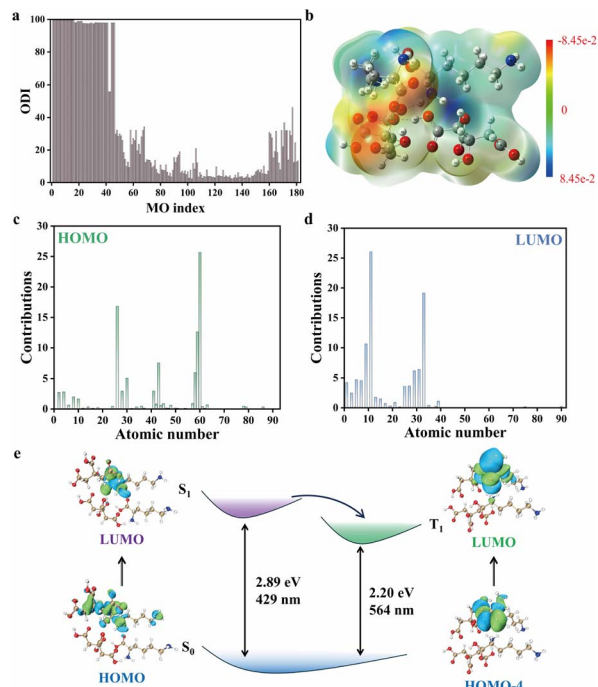 a
100
80
60
40
20
0
ODI
0 20 40 60 80 100 120 140 160 180
MO index
b
-8.45e-2
0
8.45e-2
c
HOMO
30
25
20
15
10
5
0
Contributions
0 10 20 30 40 50 60 70 80 90
Atomic number
d
LUMO
30
25
20
15
10
5
0
Contributions
0 10 20 30 40 50 60 70 80 90
Atomic number
e
S1
T1
LUMO
LUMO
2.89 eV
429 nm
2.20 eV
564 nm
S0
HOMO
HOMO-4